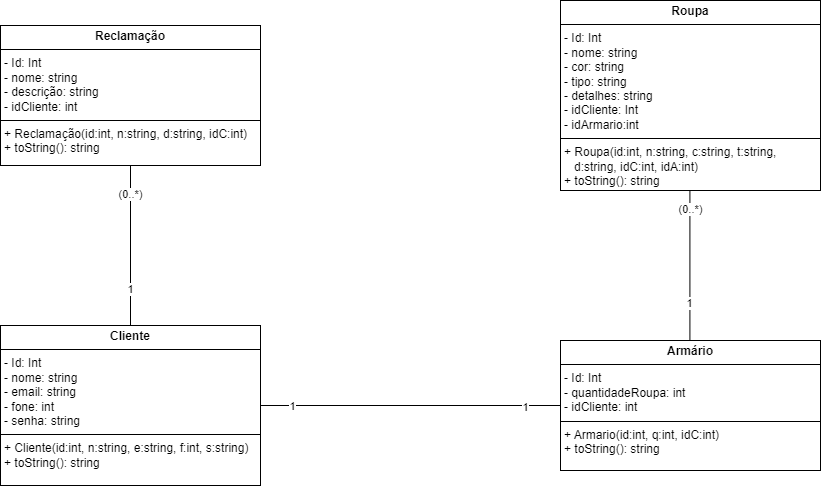 Reclamação
- Id: Int
- nome: string
- descrição: string
- idCliente: int
+ Reclamação(id:int, n:string, d:string, idC:int)
+ toString(): string
(0..*)
1
Roupa
- Id: Int
- nome: string
- cor: string
- tipo: string
- detalhes: string
- idCliente: Int
- idArmario:int
+ Roupa(id:int, n:string, c:string, t:string,
d:string, idC:int, idA:int)
+ toString(): string
(0..*)
1
Cliente
- Id: Int
- nome: string
- email: string
- fone: int
- senha: string
+ Cliente(id:int, n:string, e:string, f:int, s:string)
+ toString(): string
1
1
Armário
- Id: Int
- quantidadeRoupa: int
- idCliente: int
+ Armario(id:int, q:int, idC:int)
+ toString(): string